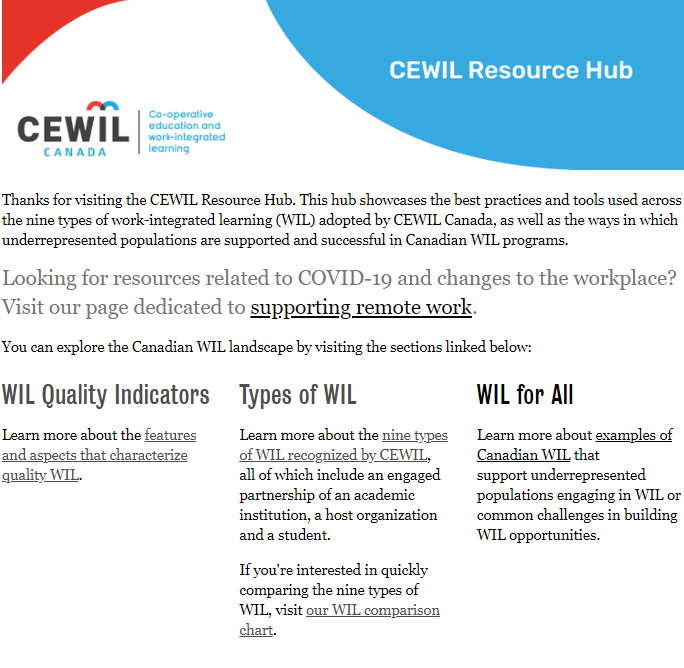 CEWIL Resource Hub
CEWIL
CANADA
Co-operative
education and
work-integrated
learning
Thanks for visiting the CEWIL Resource Hub. This hub showcases the best practices and tools used across
the nine types of work-integrated learning (WIL) adopted by CEWIL Canada, as well as the ways in which
underrepresented populations are supported and successful in Canadian WIL programs.
Looking for resources related to COVID-19 and changes to the workplace?
Visit our page dedicated to supporting remote work.
You can explore the Canadian WIL landscape by visiting the sections linked below:
WIL Quality Indicators
Learn more about the features
and aspects that characterize
quality WIL.
Types of WIL
Learn more about the nine types
of WIL recognized by CEWIL,
all of which include an engaged
partnership of an academic
institution, a host organization
and a student.
If you're interested in quickly
comparing the nine types of
WIL, visit our WIL comparison
chart.
WIL for All
Learn more about examples of
Canadian WIL that
support underrepresented
populations engaging in WIL or
common challenges in building
WIL opportunities.